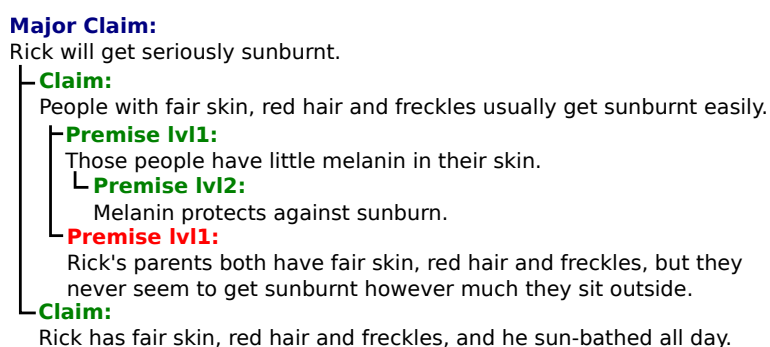 Major Claim:
Rick will get seriously sunburnt.
Claim:
People with fair skin, red hair and freckles usually get sunburnt easily.
Premise lvl1:
Those people have little melanin in their skin.
Premise lvl2:
Melanin protects against sunburn.
Premise lvl1:
Rick's parents both have fair skin, red hair and freckles, but they
never seem to get sunburnt however much they sit outside.
Claim:
Rick has fair skin, red hair and freckles, and he sun-bathed all day.